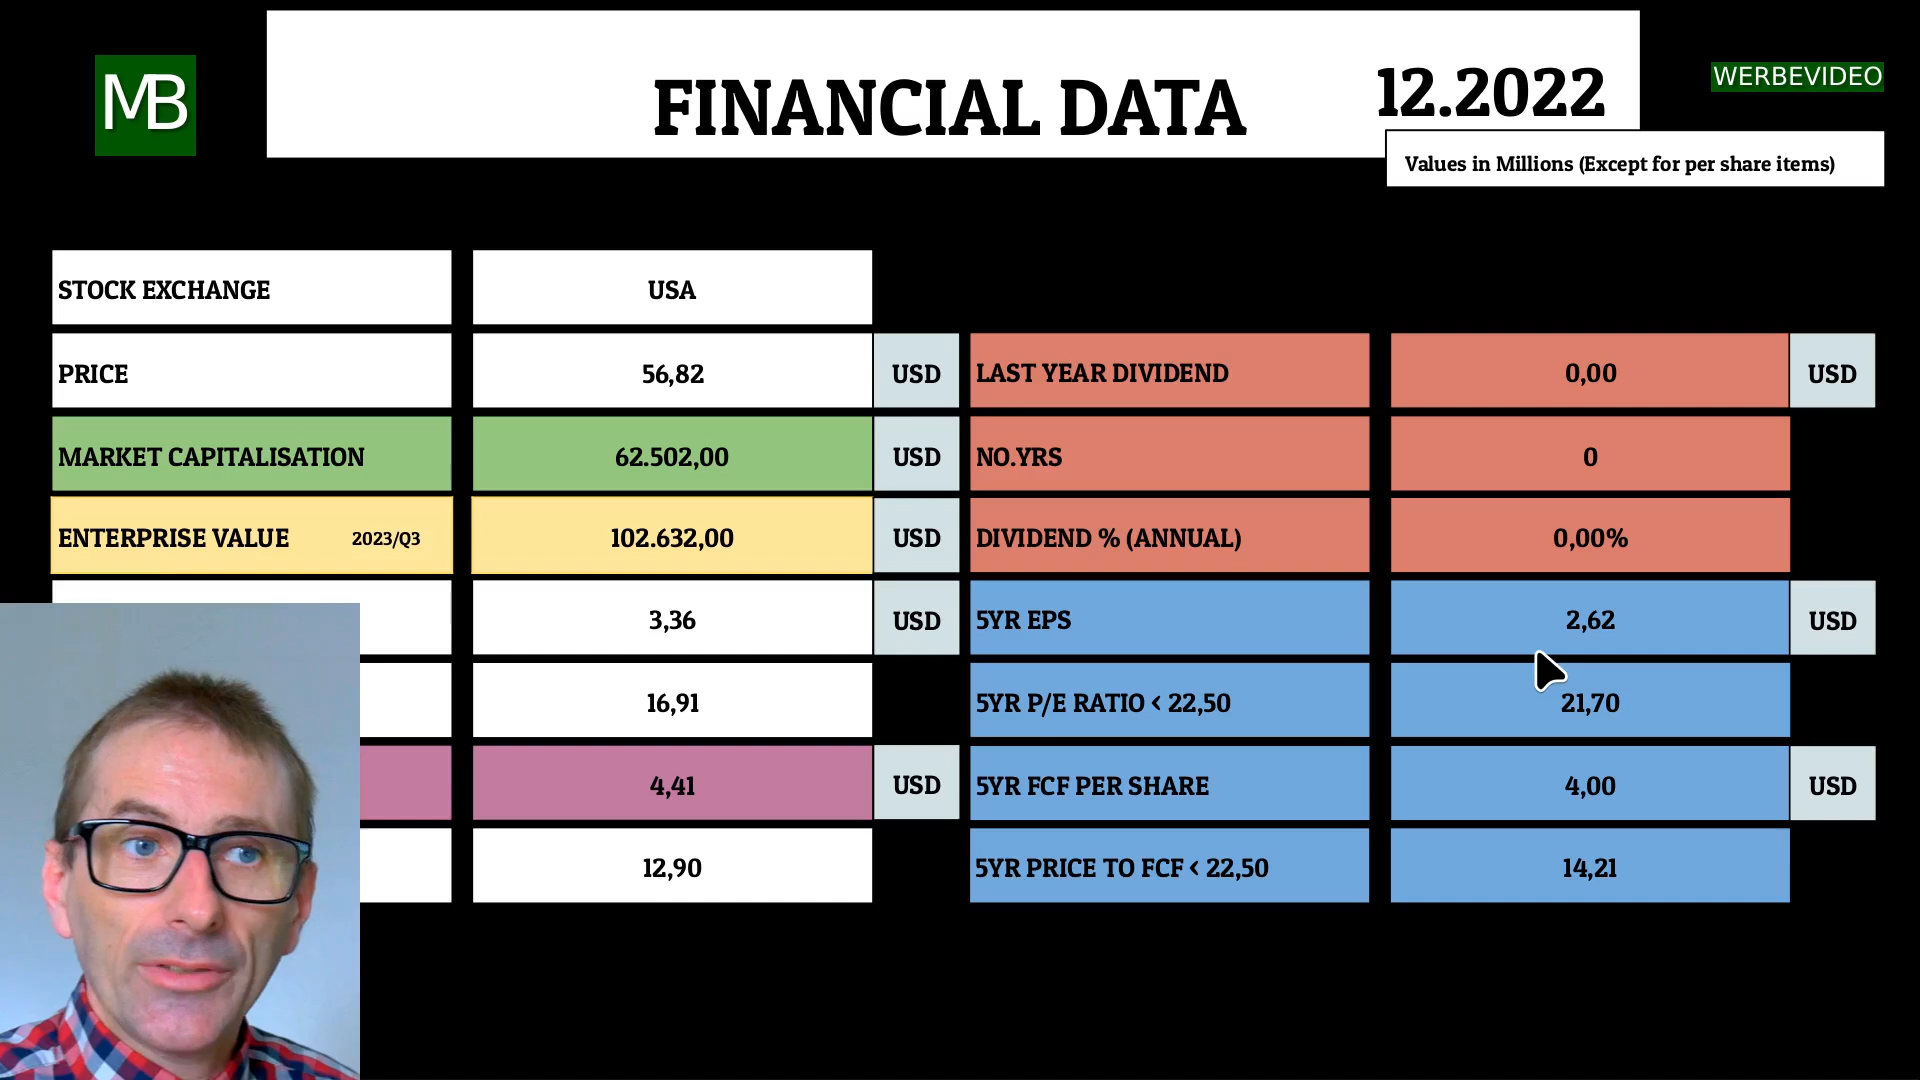 MB
FINANCIAL DATA
12.2022
WERBEVIDEO
Values in Millions (Except for per share items)
STOCK EXCHANGE USA
PRICE 56,82 USD LAST YEAR DIVIDEND 0,00 USD
MARKET CAPITALISATION 62.502,00 USD NO.YRS 0
ENTERPRISE VALUE 2023/Q3 102.632,00 USD DIVIDEND % (ANNUAL) 0,00%
3,36 USD 5YR EPS 2,62 USD
16,91 5YR P/E RATIO < 22,50 21,70
4,41 USD 5YR FCF PER SHARE 4,00 USD
12,90 5YR PRICE TO FCF < 22,50 14,21